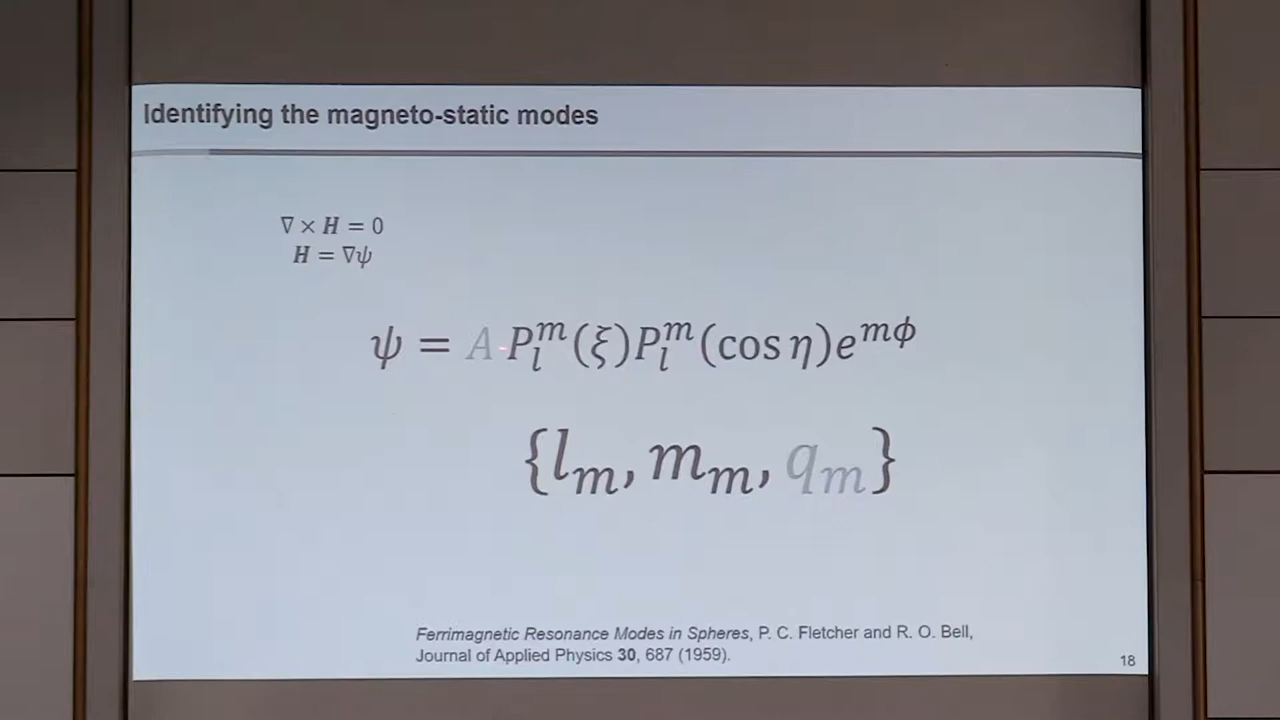 Identifying the magneto-static modes
∇ × H = 0
H = ∇ψ
ψ = A P_l^m(ξ)P_l^m(cos η)e^{mϕ}
{l_m, m_m, q_m}
Ferrimagnetic Resonance Modes in Spheres, P. C. Fletcher and R. O. Bell,
Journal of Applied Physics 30, 687 (1959).
18